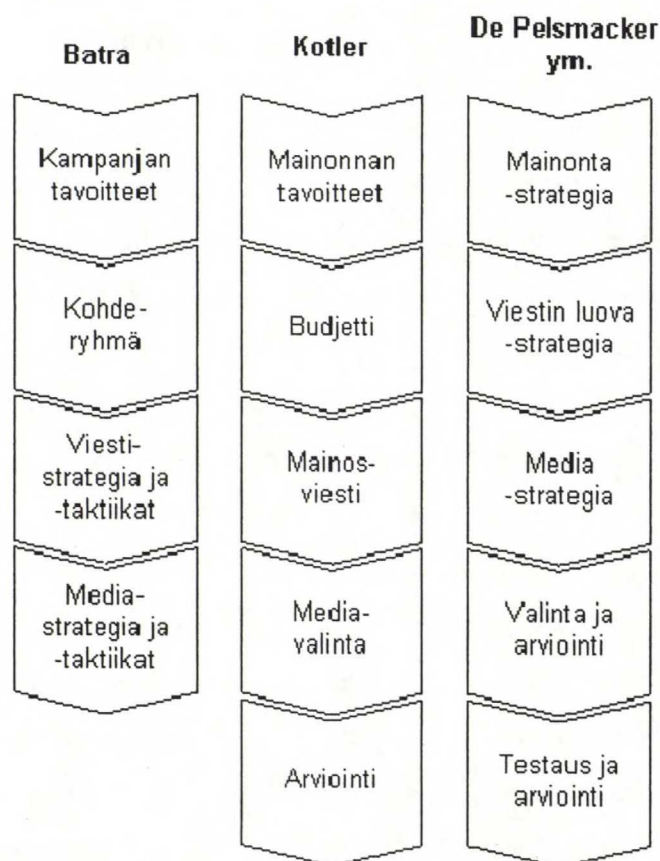 Batra
Kampanjan
tavoitteet
Kohde-
ryhmä
Viesti-
strategia ja
-taktiikat
Media-
strategia ja
-taktiikat
Kotler
Mainonnan
tavoitteet
Budjetti
Mainos-
viesti
Media-
valinta
Arviointi
De Pelsmacker
ym.
Mainonta
-strategia
Viestin luova
-strategia
Media
-strategia
Valinta ja
arviointi
Testaus ja
arviointi